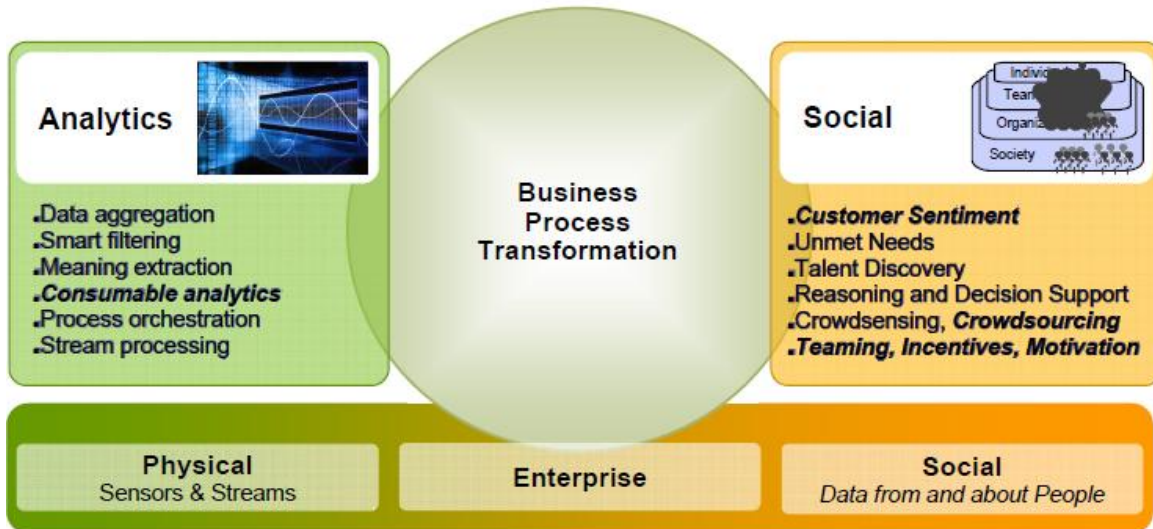 Analytics
Data aggregation
Smart filtering
Meaning extraction
Consumable analytics
Process orchestration
Stream processing
Business
Process
Transformation
Social
Society
Customer Sentiment
Unmet Needs
Talent Discovery
Reasoning and Decision Support
Crowdsensing, Crowdsourcing
Teaming, Incentives, Motivation
Physical
Sensors & Streams
Enterprise
Social
Data from and about People